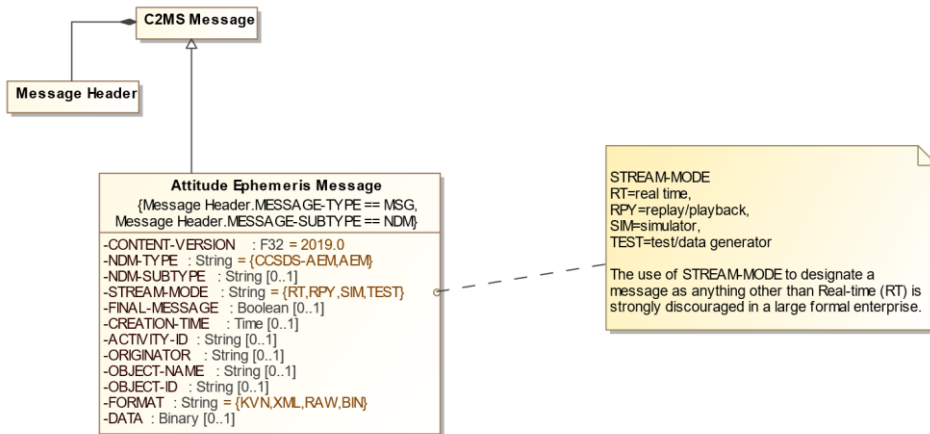 C2MS Message
Message Header
Attitude Ephemeris Message
{Message Header.MESSAGE-TYPE == MSG,
Message Header.MESSAGE-SUBTYPE == NDM}
-CONTENT-VERSION : F32 = 2019.0
-NDM-TYPE : String = {CCSDS-AEM,AEM}
-NDM-SUBTYPE : String [0..1]
-STREAM-MODE : String = {RT,RPY,SIM,TEST}
-FINAL-MESSAGE : Boolean [0..1]
-CREATION-TIME : Time [0..1]
-ACTIVITY-ID : String [0..1]
-ORIGINATOR : String [0..1]
-OBJECT-NAME : String [0..1]
-OBJECT-ID : String [0..1]
-FORMAT : String = {KVN,XML,RAW,BIN}
-DATA : Binary [0..1]
STREAM-MODE
RT=real time,
RPY=replay/playback,
SIM=simulator,
TEST=test/data generator
The use of STREAM-MODE to designate a
message as anything other than Real-time (RT) is
strongly discouraged in a large formal enterprise.